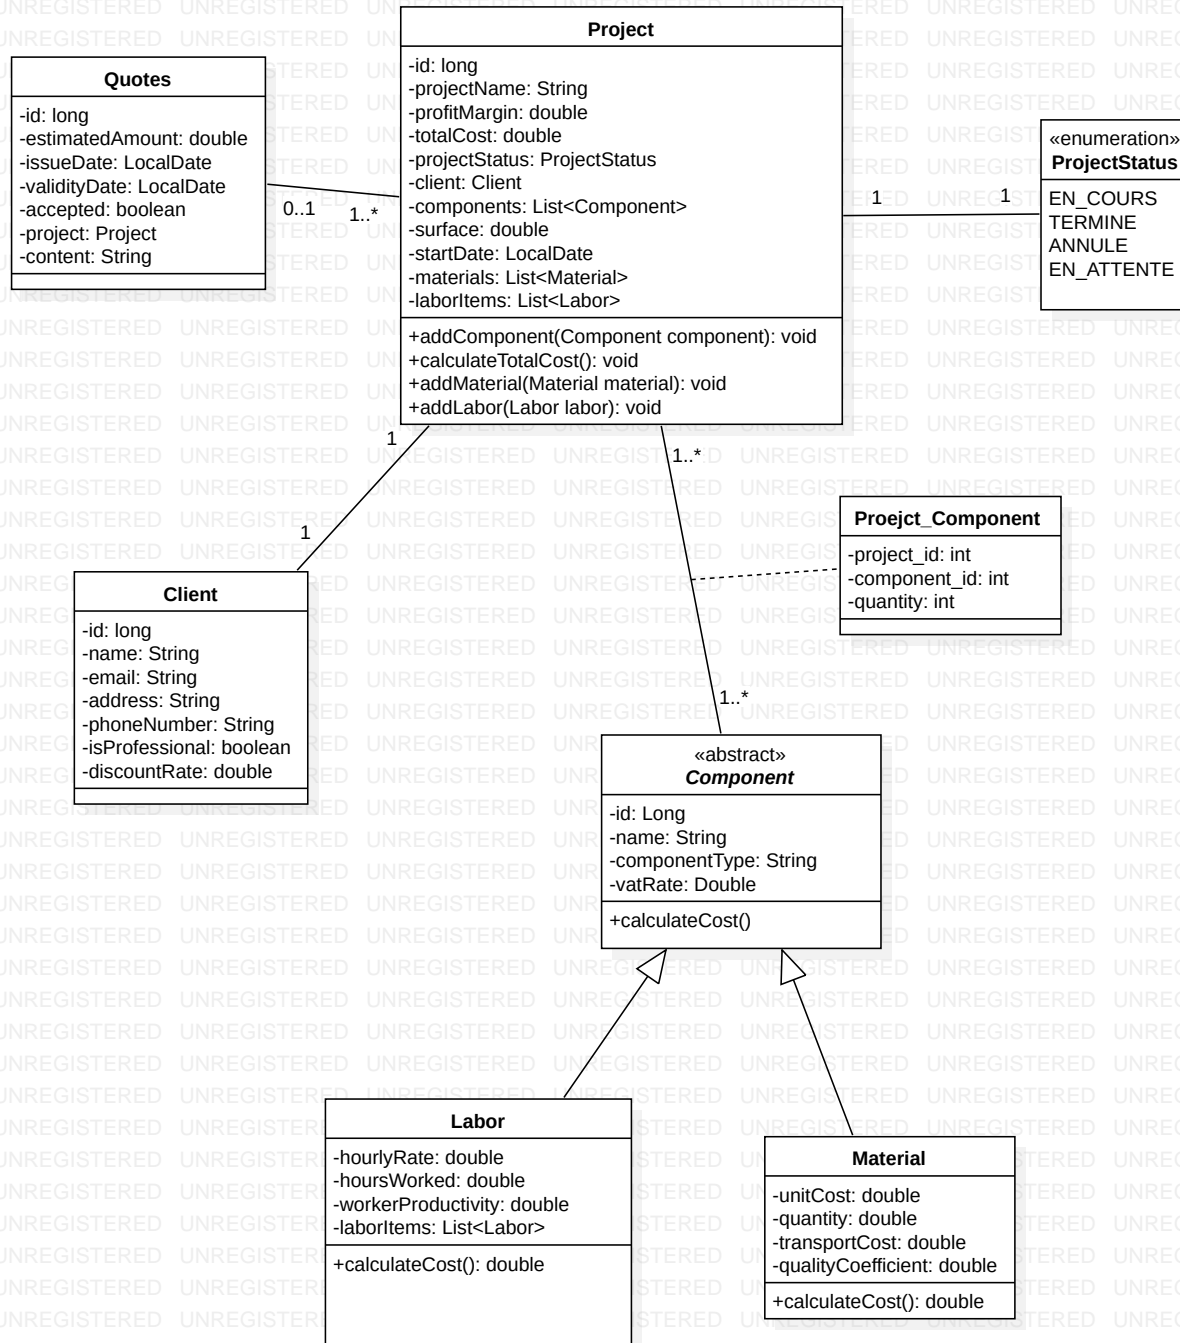 Project
-id: long
-projectName: String
-profitMargin: double
-totalCost: double
-projectStatus: ProjectStatus
-client: Client
-components: List<Component>
-surface: double
-startDate: LocalDate
-materials: List<Material>
-laborItems: List<Labor>
+addComponent(Component component): void
+calculateTotalCost(): void
+addMaterial(Material material): void
+addLabor(Labor labor): void
Quotes
-id: long
-estimatedAmount: double
-issueDate: LocalDate
-validityDate: LocalDate
-accepted: boolean
-project: Project
-content: String
0..1
1..*
«enumeration»
ProjectStatus
EN_COURS
TERMINE
ANNULE
EN_ATTENTE
1
1
1
1
1..*
1..*
Proejct_Component
-project_id: int
-component_id: int
-quantity: int
Client
-id: long
-name: String
-email: String
-address: String
-phoneNumber: String
-isProfessional: boolean
-discountRate: double
«abstract»
Component
-id: Long
-name: String
-componentType: String
-vatRate: Double
+calculateCost()
Labor
-hourlyRate: double
-hoursWorked: double
-workerProductivity: double
-laborItems: List<Labor>
+calculateCost(): double
Material
-unitCost: double
-quantity: double
-transportCost: double
-qualityCoefficient: double
+calculateCost(): double
UNREGISTERED